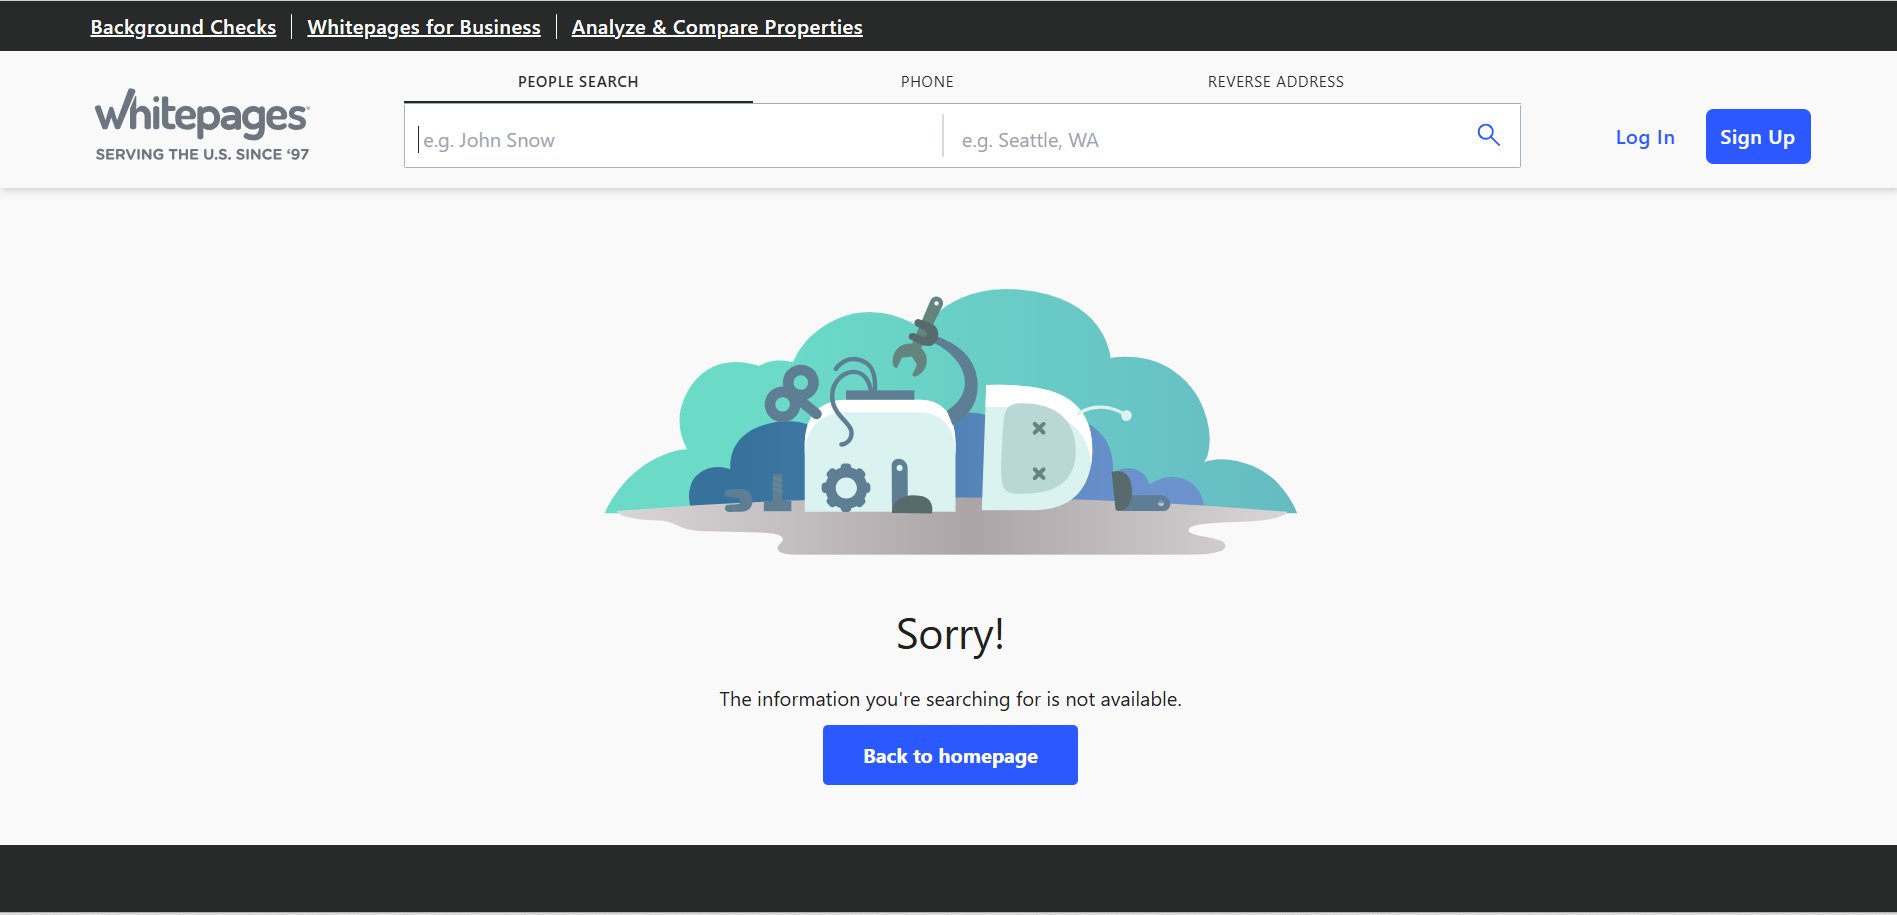 Background Checks
Whitepages for Business
Analyze & Compare Properties
PEOPLE SEARCH
PHONE
REVERSE ADDRESS
whitepages
SERVING THE U.S. SINCE ‘97
e.g. John Snow
e.g. Seattle, WA
Log In
Sign Up
Sorry!
The information you're searching for is not available.
Back to homepage